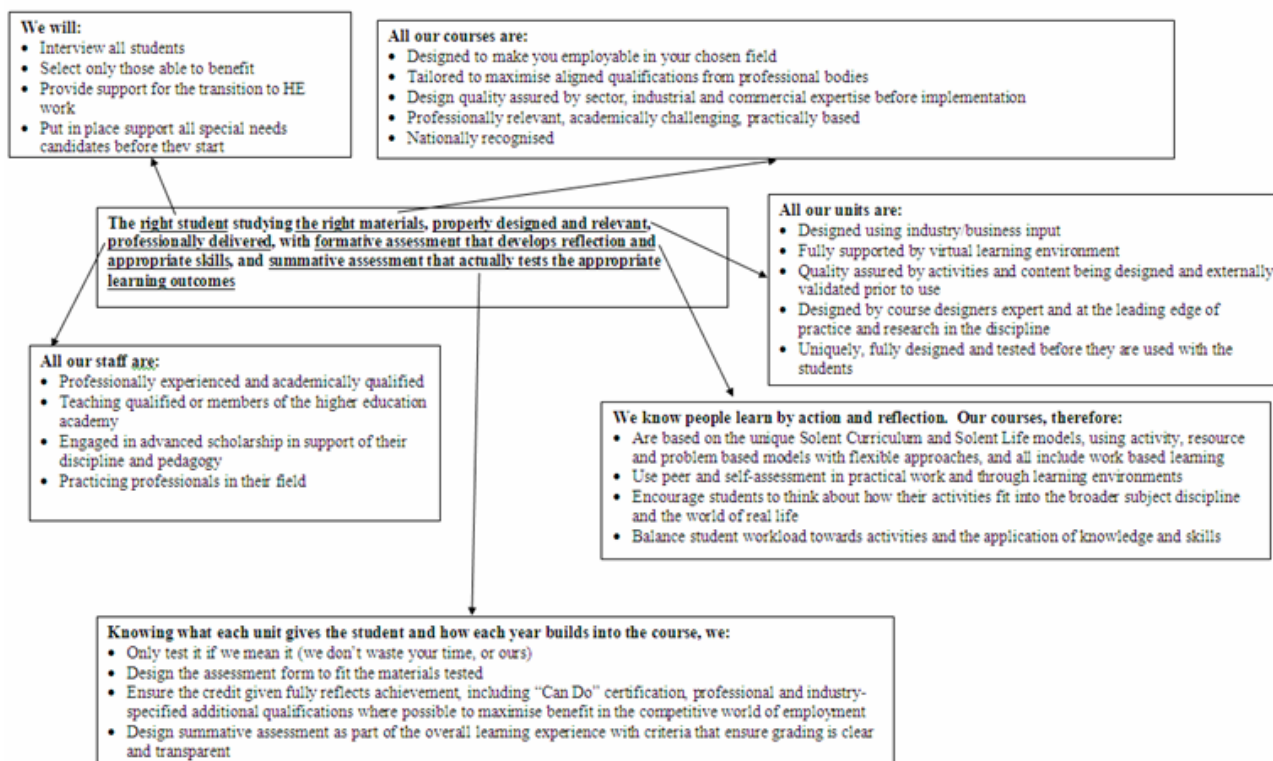 We will:
• Interview all students
• Select only those able to benefit
• Provide support for the transition to HE
work
• Put in place support all special needs
candidates before they start
All our courses are:
• Designed to make you employable in your chosen field
• Tailored to maximise aligned qualifications from professional bodies
• Design quality assured by sector, industrial and commercial expertise before implementation
• Professionally relevant, academically challenging, practically based
• Nationally recognised
The right student studying the right materials, properly designed and relevant,
professionally delivered, with formative assessment that develops reflection and
appropriate skills, and summative assessment that actually tests the appropriate
learning outcomes
All our units are:
• Designed using industry/business input
• Fully supported by virtual learning environment
• Quality assured by activities and content being designed and externally
validated prior to use
• Designed by course designers expert and at the leading edge of
practice and research in the discipline
• Uniquely, fully designed and tested before they are used with the
students
All our staff are:
• Professionally experienced and academically qualified
• Teaching qualified or members of the higher education
academy
• Engaged in advanced scholarship in support of their
discipline and pedagogy
• Practicing professionals in their field
We know people learn by action and reflection. Our courses, therefore:
• Are based on the unique Solent Curriculum and Solent Life models, using activity, resource
and problem based models with flexible approaches, and all include work based learning
• Use peer and self-assessment in practical work and through learning environments
• Encourage students to think about how their activities fit into the broader subject discipline
and the world of real life
• Balance student workload towards activities and the application of knowledge and skills
Knowing what each unit gives the student and how each year builds into the course, we:
• Only test it if we mean it (we don't waste your time, or ours)
• Design the assessment form to fit the materials tested
• Ensure the credit given fully reflects achievement, including “Can Do” certification, professional and industry-
specified additional qualifications where possible to maximise benefit in the competitive world of employment
• Design summative assessment as part of the overall learning experience with criteria that ensure grading is clear
and transparent